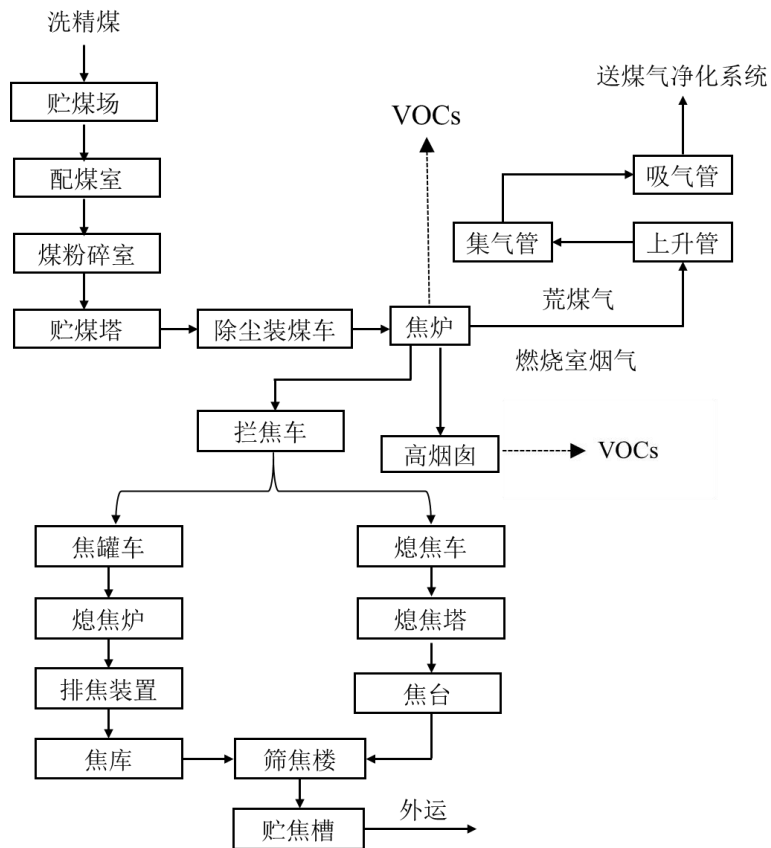 洗精煤
贮煤场
配煤室
煤粉碎室
贮煤塔
除尘装煤车
焦炉
VOCs
送煤气净化系统
吸气管
集气管
上升管
荒煤气
燃烧室烟气
拦焦车
高烟囱
VOCs
焦罐车
熄焦车
熄焦炉
熄焦塔
排焦装置
焦台
焦库
筛焦楼
贮焦槽
外运